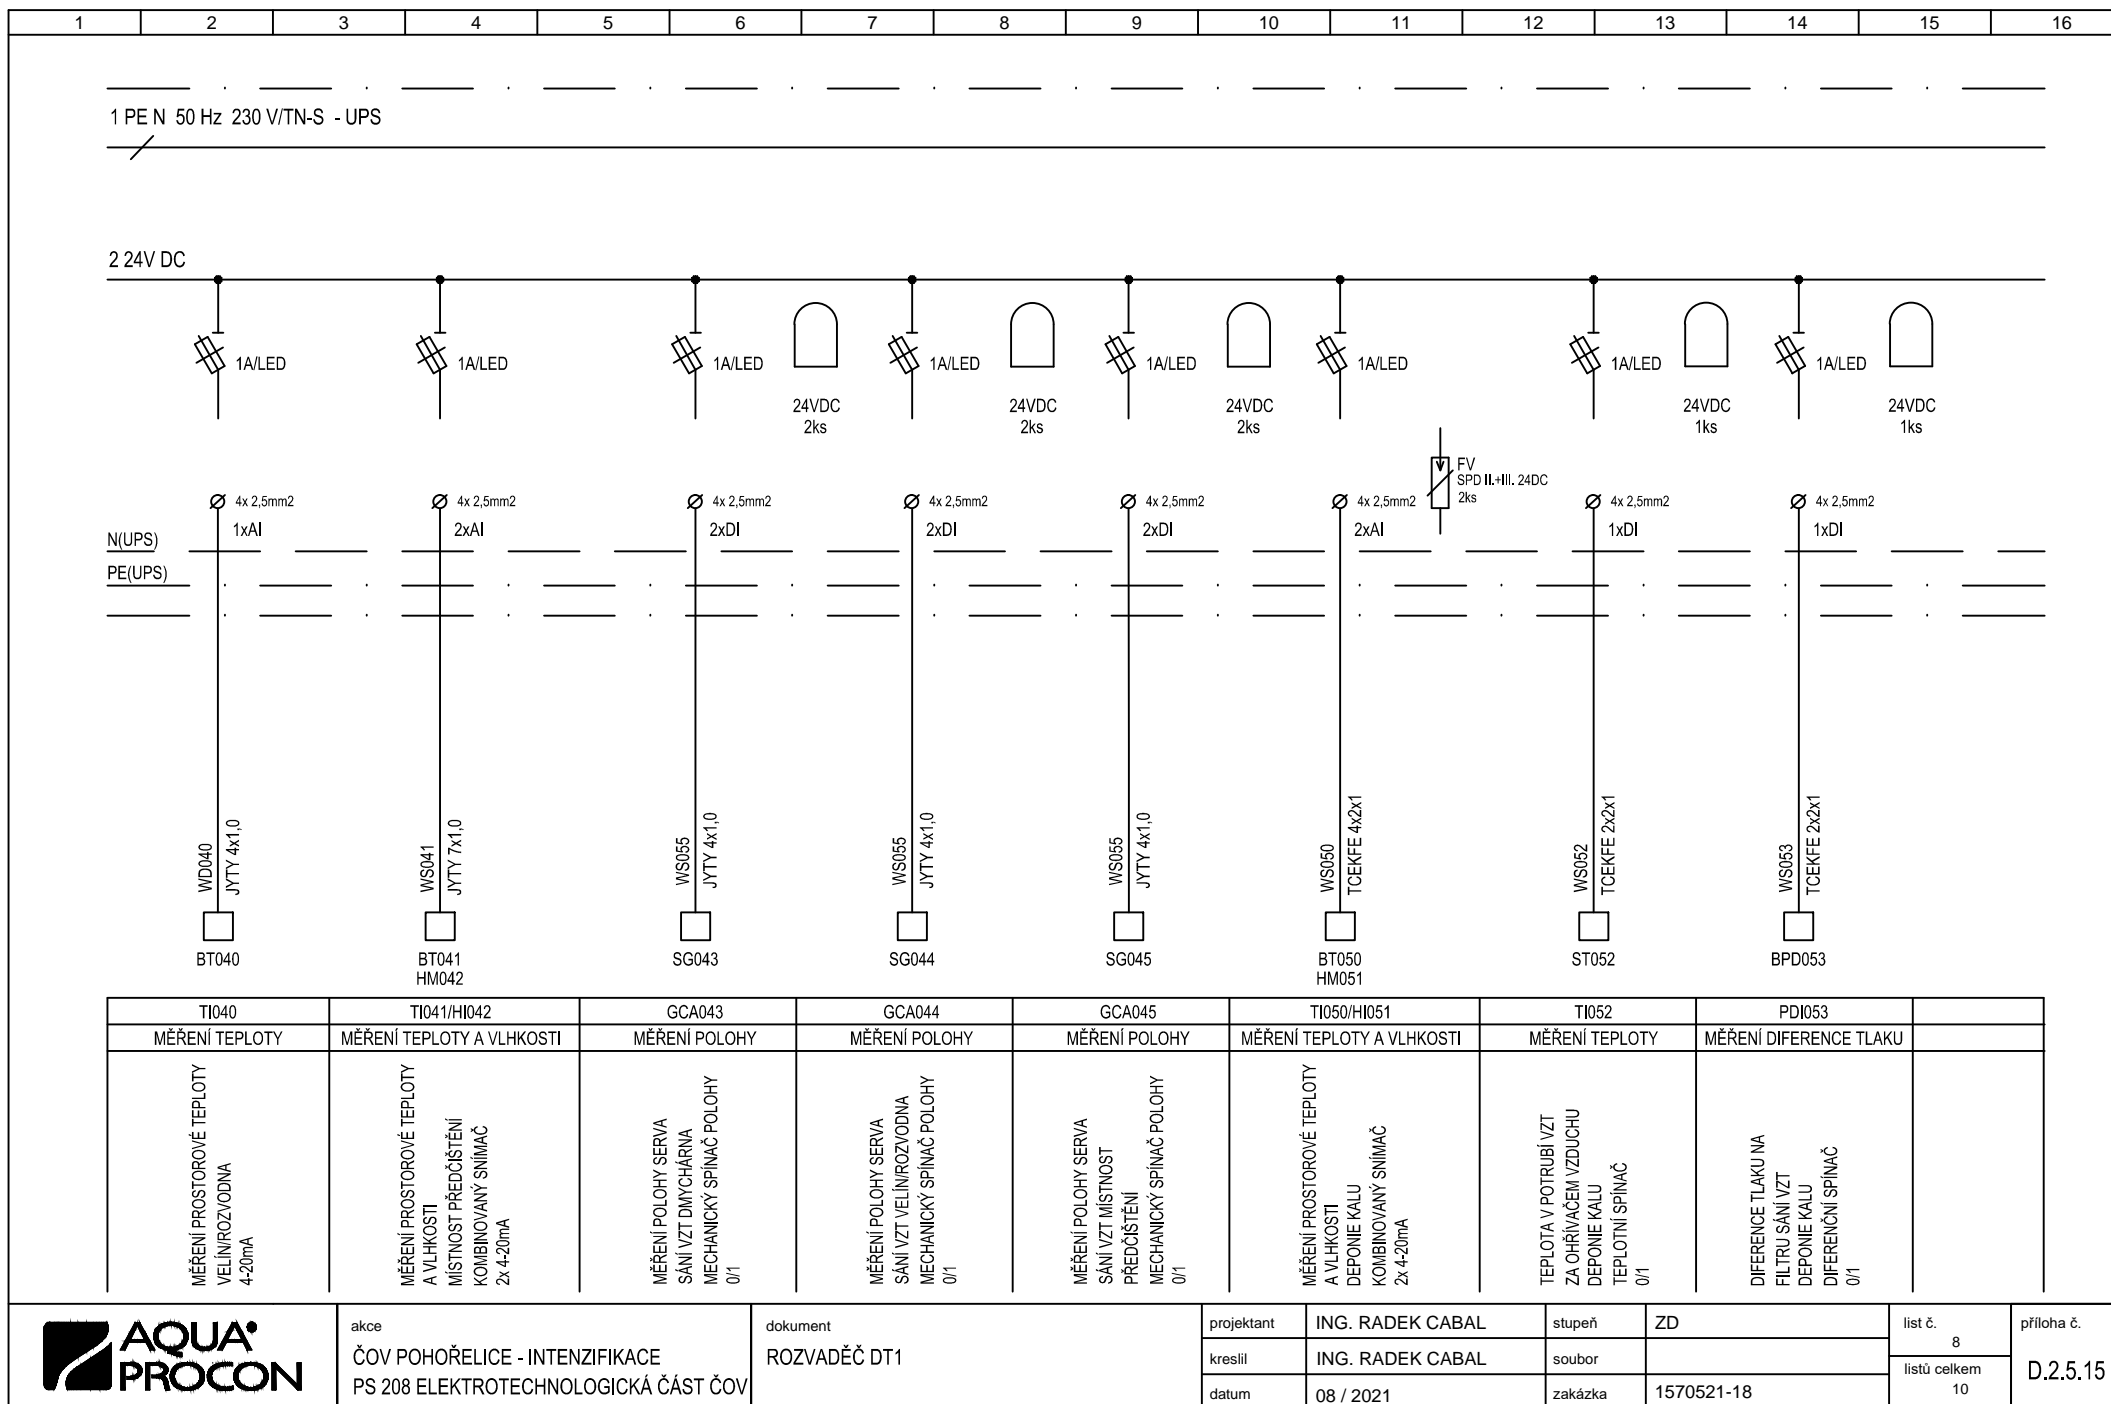 1 2 3 4 5 6 7 8 9 10 11 12 13 14 15 16
1 PE N 50 Hz 230 V/TN-S - UPS
2 24V DC
1A/LED 1A/LED 1A/LED 1A/LED 1A/LED 1A/LED 1A/LED 1A/LED
24VDC 24VDC 24VDC 24VDC 24VDC
2ks 2ks 2ks 1ks 1ks
FV
SPD II.+III. 24DC
2ks
4x 2,5mm2 4x 2,5mm2 4x 2,5mm2 4x 2,5mm2 4x 2,5mm2 4x 2,5mm2 4x 2,5mm2 4x 2,5mm2
1xAI 2xAI 2xDI 2xDI 2xDI 2xAI 1xDI 1xDI
N(UPS)
PE(UPS)
WD040
JYTY 4x1,0
WS041
JYTY 7x1,0
WS055
JYTY 4x1,0
WS055
JYTY 4x1,0
WS055
JYTY 4x1,0
WS050
TCEKFE 4x2x1
WS052
TCEKFE 2x2x1
WS053
TCEKFE 2x2x1
BT040 BT041 SG043 SG044 SG045 BT050 ST052 BPD053
HM042 HM051
TI040 TI041/HI042 GCA043 GCA044 GCA045 TI050/HI051 TI052 PDI053
MĚŘENÍ TEPLOTY MĚŘENÍ TEPLOTY A VLHKOSTI MĚŘENÍ POLOHY MĚŘENÍ POLOHY MĚŘENÍ POLOHY MĚŘENÍ TEPLOTY A VLHKOSTI MĚŘENÍ TEPLOTY MĚŘENÍ DIFERENCE TLAKU
MĚŘENÍ PROSTOROVÉ TEPLOTY
VELÍN/ROZVODNA
4-20mA
MĚŘENÍ PROSTOROVÉ TEPLOTY
A VLHKOSTI
MÍSTNOST PŘEDČIŠTĚNÍ
KOMBINOVANÝ SNÍMAČ
2x 4-20mA
MĚŘENÍ POLOHY SERVA
SÁNÍ VZT DMYCHÁRNA
MECHANICKÝ SPÍNAČ POLOHY
0/1
MĚŘENÍ POLOHY SERVA
SÁNÍ VZT VELÍN/ROZVODNA
MECHANICKÝ SPÍNAČ POLOHY
0/1
MĚŘENÍ POLOHY SERVA
SÁNÍ VZT MÍSTNOST
PŘEDČIŠTĚNÍ
MECHANICKÝ SPÍNAČ POLOHY
0/1
MĚŘENÍ PROSTOROVÉ TEPLOTY
A VLHKOSTI
DEPONIE KALU
KOMBINOVANÝ SNÍMAČ
2x 4-20mA
TEPLOTA V POTRUBÍ VZT
ZA OHŘÍVAČEM VZDUCHU
DEPONIE KALU
TEPLOTNÍ SPÍNAČ
0/1
DIFERENCE TLAKU NA
FILTRU SÁNÍ VZT
DEPONIE KALU
DIFERENČNÍ SPÍNAČ
0/1
AQUA
PROCON
akce
ČOV POHOŘELICE - INTENZIFIKACE
PS 208 ELEKTROTECHNOLOGICKÁ ČÁST ČOV
dokument
ROZVADĚČ DT1
projektant ING. RADEK CABAL stupeň ZD
kreslil ING. RADEK CABAL soubor
datum 08 / 2021 zakázka 1570521-18
list č.
8
listů celkem
10
příloha č.
D.2.5.15